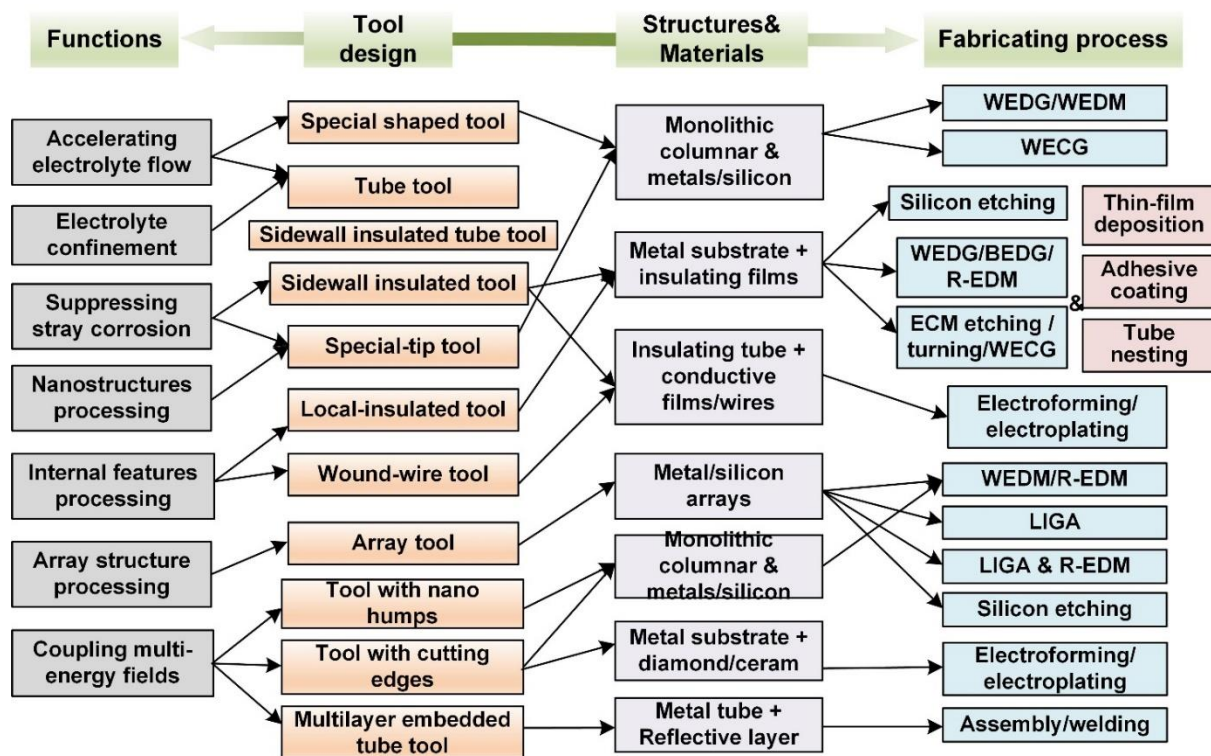 Functions
Tool
design
Structures&
Materials
Fabricating process
Accelerating
electrolyte flow
Electrolyte
confinement
Suppressing
stray corrosion
Nanostructures
processing
Internal features
processing
Array structure
processing
Coupling multi-
energy fields
Special shaped tool
Tube tool
Sidewall insulated tube tool
Sidewall insulated tool
Special-tip tool
Local-insulated tool
Wound-wire tool
Array tool
Tool with nano
humps
Tool with cutting
edges
Multilayer embedded
tube tool
Monolithic
columnar &
metals/silicon
Metal substrate +
insulating films
Insulating tube +
conductive
films/wires
Metal/silicon
arrays
Monolithic
columnar &
metals/silicon
Metal substrate +
diamond/ceram
Metal tube +
Reflective layer
WEDG/WEDM
WECG
Silicon etching
WEDG/BEDG/
R-EDM
ECM etching /
turning/WECG
&
Thin-film
deposition
Adhesive
coating
Tube
nesting
Electroforming/
electroplating
WEDM/R-EDM
LIGA
LIGA & R-EDM
Silicon etching
Electroforming/
electroplating
Assembly/welding